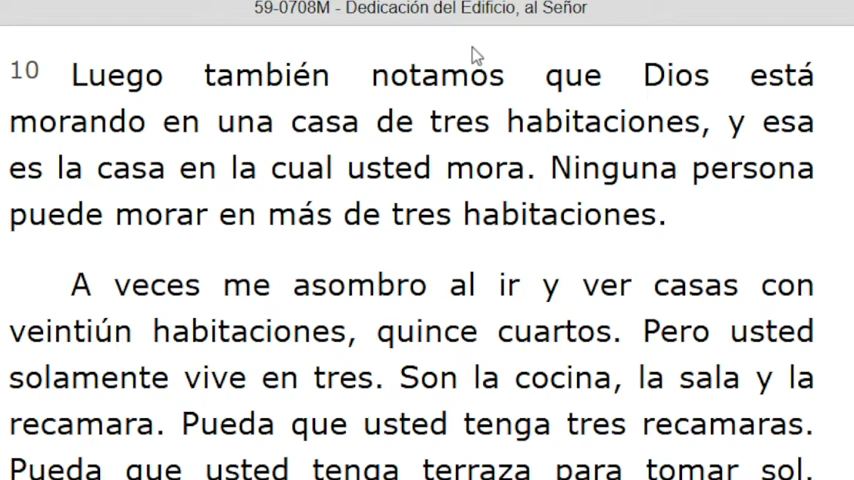 59-0708M - Dedicación del Edificio, al Señor
10 Luego también notamos que Dios está
morando en una casa de tres habitaciones, y esa
es la casa en la cual usted mora. Ninguna persona
puede morar en más de tres habitaciones.
A veces me asombro al ir y ver casas con
veintiún habitaciones, quince cuartos. Pero usted
solamente vive en tres. Son la cocina, la sala y la
recamara. Pueda que usted tenga tres recamaras.
Pueda que usted tenga terraza para tomar sol.